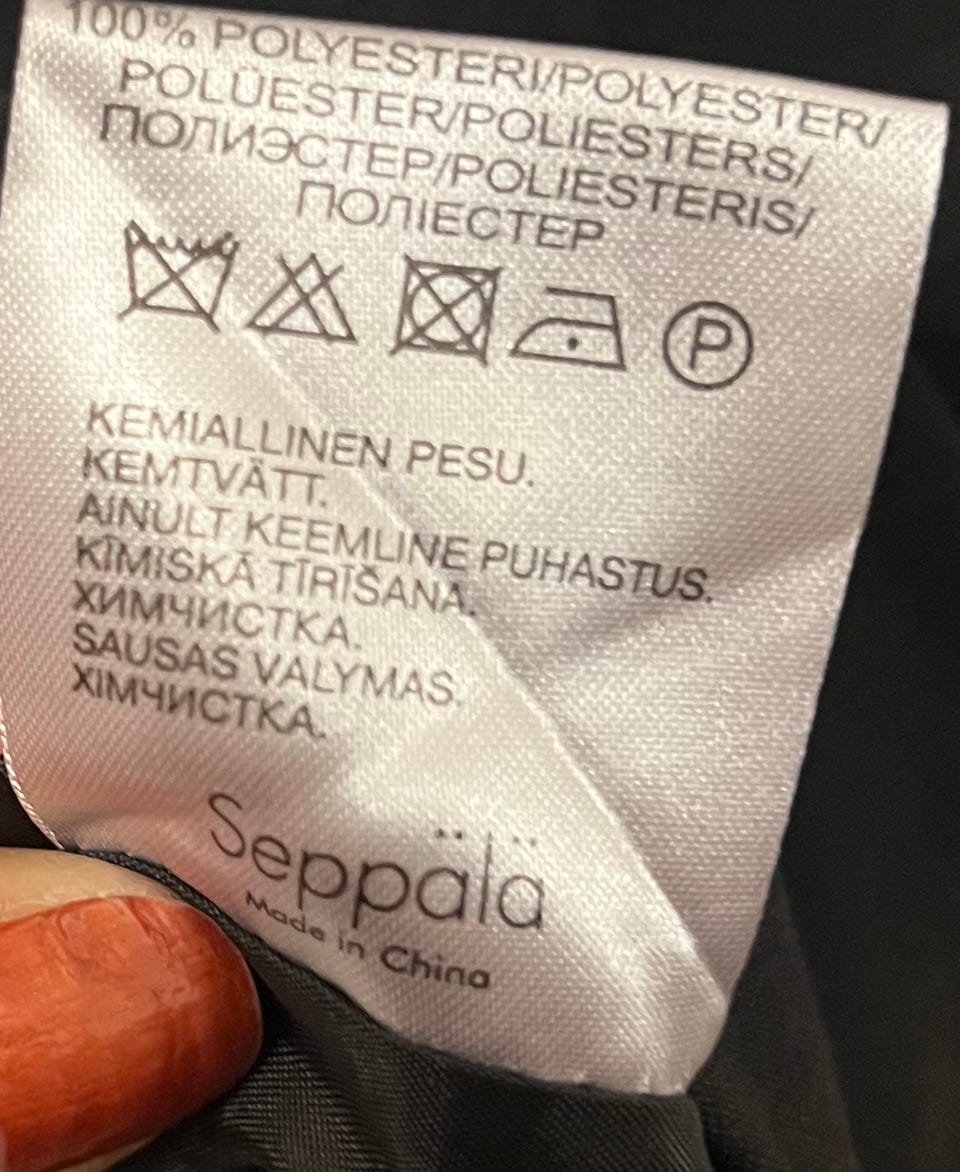 100% POLYESTERI/POLYESTER/
POLÜESTER/POLIESTERS/
ПОЛИЭСТЕР/POLIESTERIS/
ПОЛІЕСТЕР
P
KEMIALLINEN PESU.
KEMTVÄTT.
AINULT KEEMLINE PUHASTUS.
ĶĪMISKĀ TĪRĪŠANA.
ХИМЧИСТКА.
SAUSAS VALYMAS.
ХІМЧИСТКА.
Seppälä
Made in China